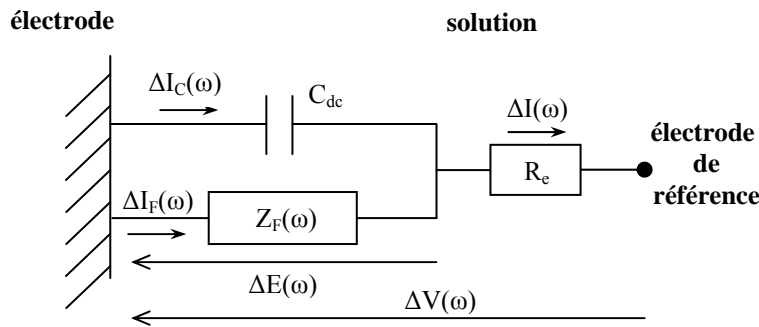 électrode
solution
ΔI_C(ω)
C_dc
ΔI(ω)
électrode
de
référence
R_e
ΔI_F(ω)
Z_F(ω)
ΔE(ω)
ΔV(ω)